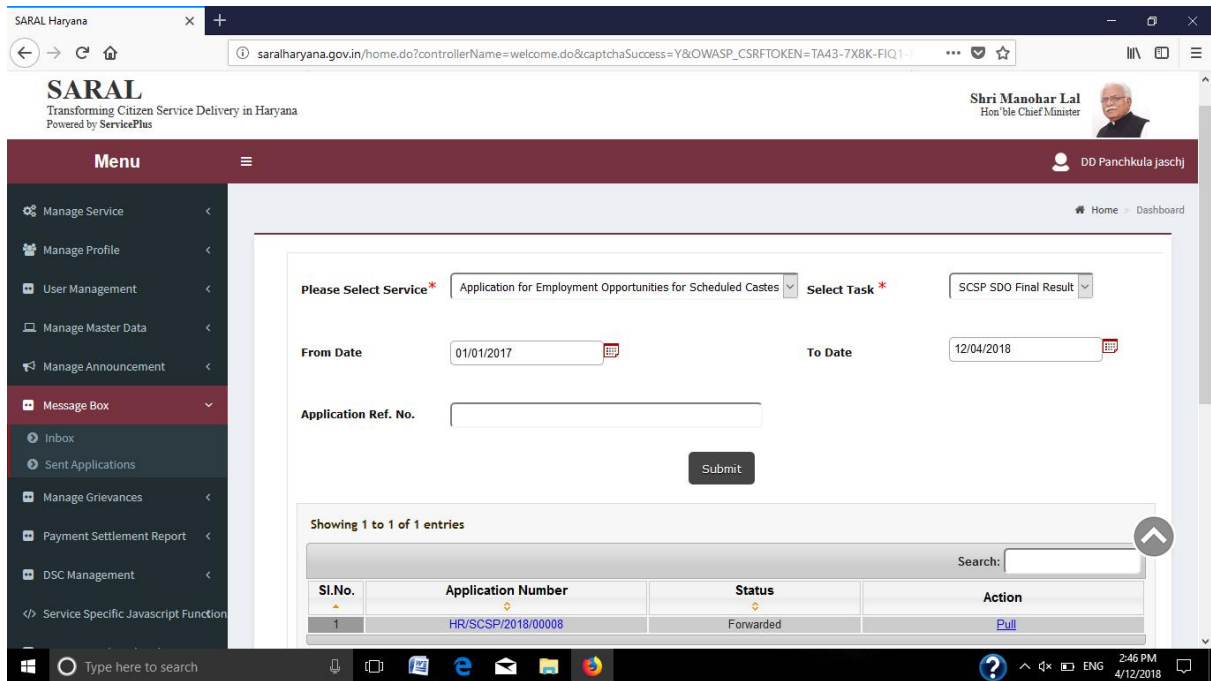 SARAL Haryana
saralharyana.gov.in/home.do?controllerName=welcome.do&captchaSuccess=Y&OWASP_CSRFTOKEN=TA43-7X8K-FIQ1-
SARAL
Transforming Citizen Service Delivery in Haryana
Powered by ServicePlus
Shri Manohar Lal
Hon'ble Chief Minister
Menu
DD Panchkula jaschj
Home > Dashboard
Manage Service
Manage Profile
User Management
Manage Master Data
Manage Announcement
Message Box
Inbox
Sent Applications
Manage Grievances
Payment Settlement Report
DSC Management
Service Specific Javascript Function
Please Select Service* Application for Employment Opportunities for Scheduled Castes Select Task * SCSP SDO Final Result
From Date 01/01/2017 To Date 12/04/2018
Application Ref. No.
Submit
Showing 1 to 1 of 1 entries
Search:
Sl.No. Application Number Status Action
1 HR/SCSP/2018/00008 Forwarded Pull
Type here to search
ENG 2:46 PM
4/12/2018